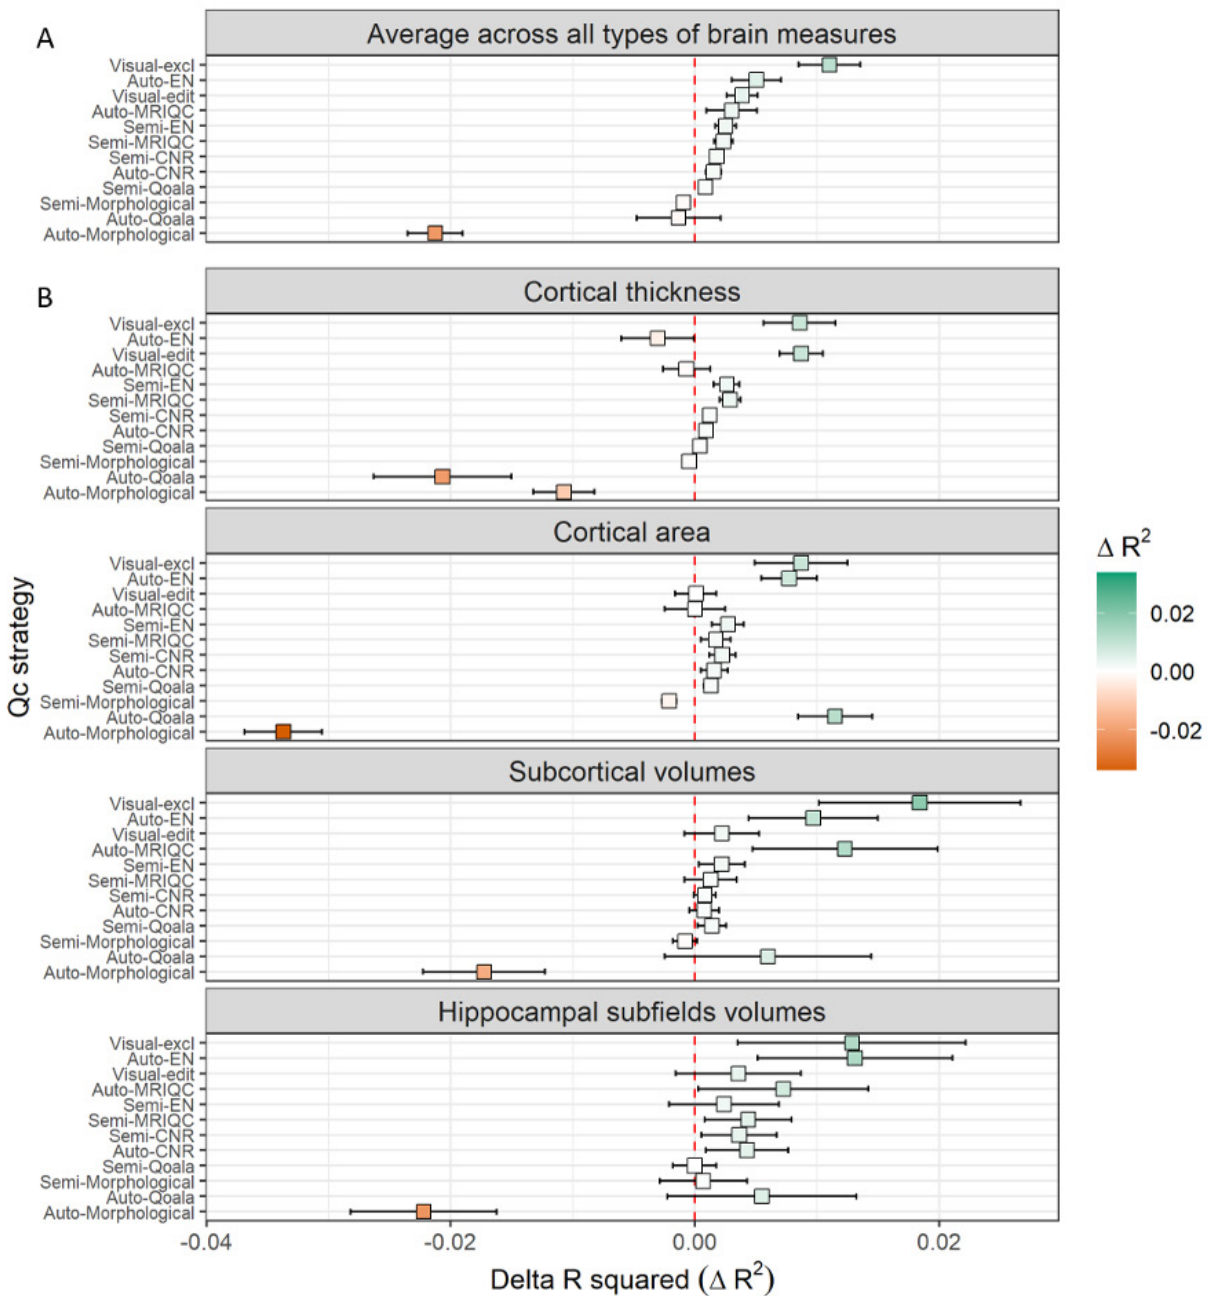 A
Average across all types of brain measures
Visual-excl
Auto-EN
Visual-edit
Auto-MRIQC
Semi-EN
Semi-MRIQC
Semi-CNR
Auto-CNR
Semi-Qoala
Semi-Morphological
Auto-Qoala
Auto-Morphological
B
Cortical thickness
Visual-excl
Auto-EN
Visual-edit
Auto-MRIQC
Semi-EN
Semi-MRIQC
Semi-CNR
Auto-CNR
Semi-Qoala
Semi-Morphological
Auto-Qoala
Auto-Morphological
Cortical area
Visual-excl
Auto-EN
Visual-edit
Auto-MRIQC
Semi-EN
Semi-MRIQC
Semi-CNR
Auto-CNR
Semi-Qoala
Semi-Morphological
Auto-Qoala
Auto-Morphological
Subcortical volumes
Visual-excl
Auto-EN
Visual-edit
Auto-MRIQC
Semi-EN
Semi-MRIQC
Semi-CNR
Auto-CNR
Semi-Qoala
Semi-Morphological
Auto-Qoala
Auto-Morphological
Hippocampal subfields volumes
Visual-excl
Auto-EN
Visual-edit
Auto-MRIQC
Semi-EN
Semi-MRIQC
Semi-CNR
Auto-CNR
Semi-Qoala
Semi-Morphological
Auto-Qoala
Auto-Morphological
-0.04 -0.02 0.00 0.02
Delta R squared (Δ R²)
Qc strategy
Δ R²
0.02
0.00
-0.02